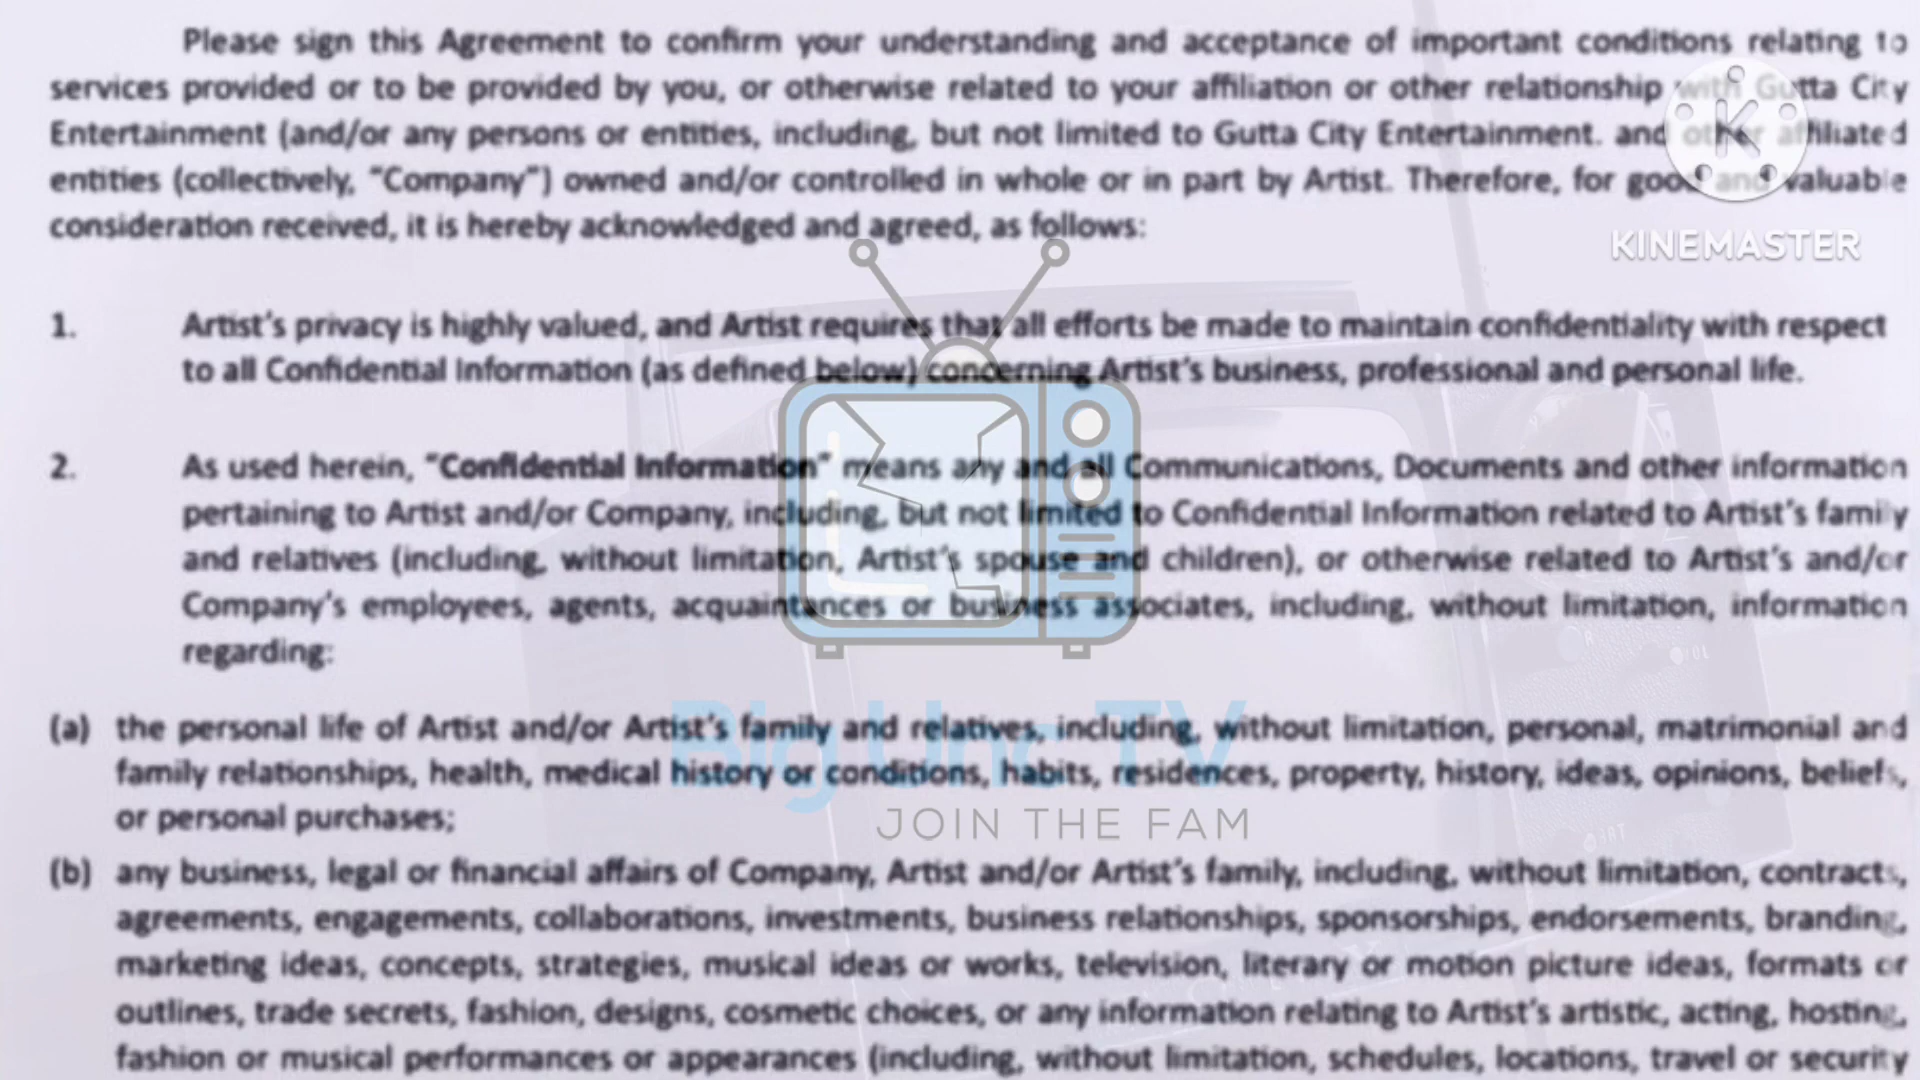 Please sign this Agreement to confirm your understanding and acceptance of important conditions relating to
services provided or to be provided by you, or otherwise related to your affiliation or other relationship with Gutta City
Entertainment (and/or any persons or entities, including, but not limited to Gutta City Entertainment. and other affiliated
entities (collectively, “Company”) owned and/or controlled in whole or in part by Artist. Therefore, for good and valuable
consideration received, it is hereby acknowledged and agreed, as follows:
KINEMASTER
1. Artist’s privacy is highly valued, and Artist requires that all efforts be made to maintain confidentiality with respect
to all Confidential Information (as defined below) concerning Artist’s business, professional and personal life.
2. As used herein, “Confidential Information” means any and all Communications, Documents and other information
pertaining to Artist and/or Company, including, but not limited to Confidential Information related to Artist’s family
and relatives (including, without limitation, Artist’s spouse and children), or otherwise related to Artist’s and/or
Company’s employees, agents, acquaintances or business associates, including, without limitation, information
regarding:
(a) the personal life of Artist and/or Artist’s family and relatives, including, without limitation, personal, matrimonial and
family relationships, health, medical history or conditions, habits, residences, property, history, ideas, opinions, beliefs,
or personal purchases;
Big Unc TV
JOIN THE FAM
(b) any business, legal or financial affairs of Company, Artist and/or Artist’s family, including, without limitation, contracts,
agreements, engagements, collaborations, investments, business relationships, sponsorships, endorsements, branding,
marketing ideas, concepts, strategies, musical ideas or works, television, literary or motion picture ideas, formats or
outlines, trade secrets, fashion, designs, cosmetic choices, or any information relating to Artist’s artistic, acting, hosting,
fashion or musical performances or appearances (including, without limitation, schedules, locations, travel or security